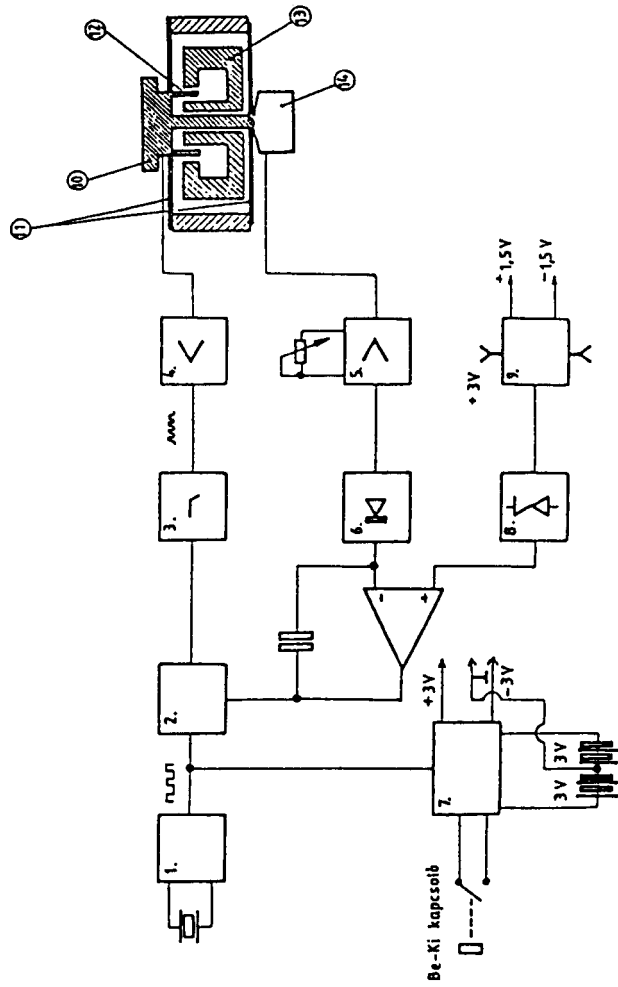 12
13
10
11
14
4.
3.
5.
+3V
9.
+1,5V
-1,5V
6.
8.
-
+
2.
1.
+3V
-3V
7.
3V
3V
Be-Ki kapcsoló